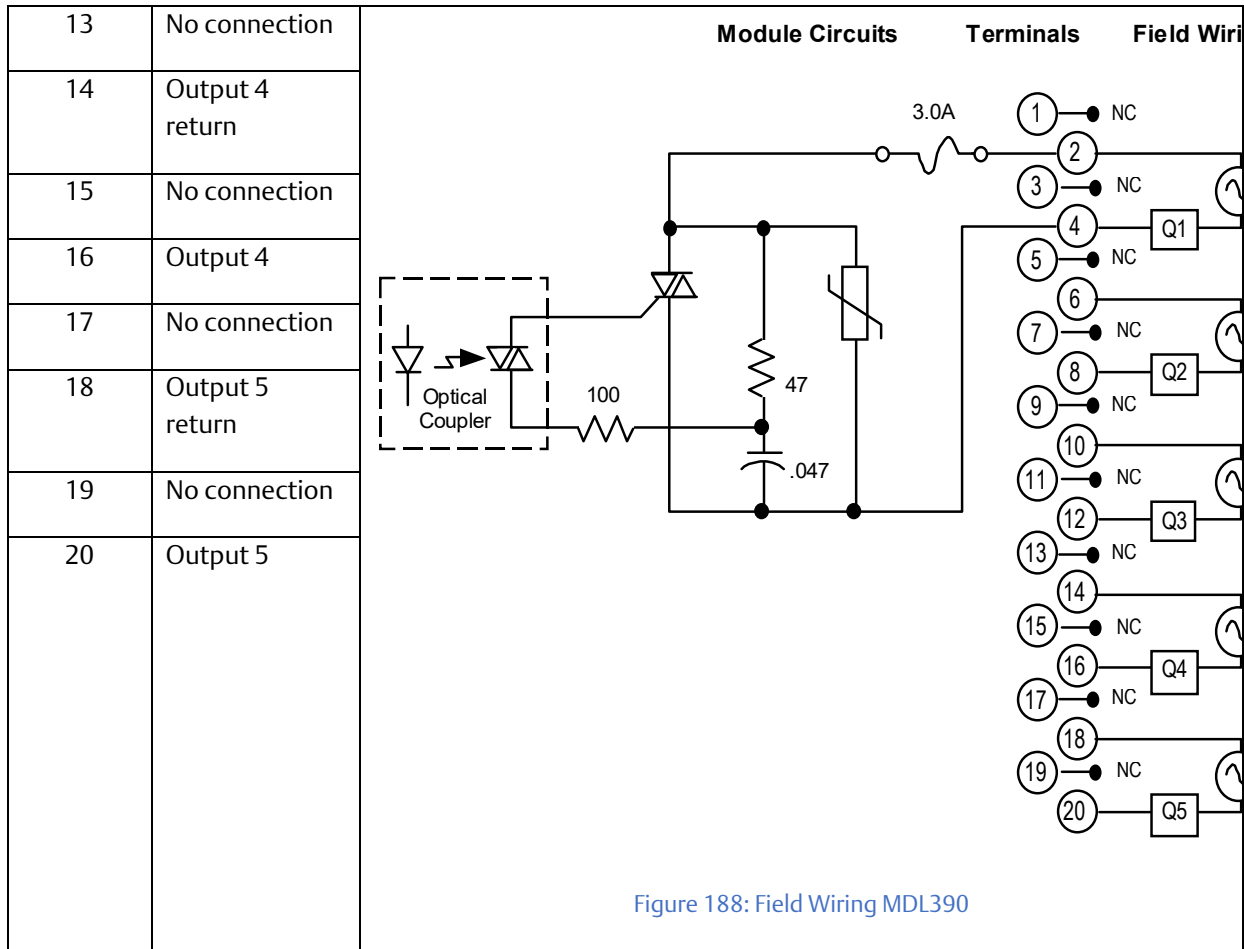 13 No connection
14 Output 4
return
15 No connection
16 Output 4
17 No connection
18 Output 5
return
19 No connection
20 Output 5
Module Circuits Terminals Field Wiri
3.0A
1 NC
2
3 NC
4 Q1
5 NC
6
7 NC
8 Q2
9 NC
10
11 NC
12 Q3
13 NC
14
15 NC
16 Q4
17 NC
18
19 NC
20 Q5
Optical
Coupler
100
47
.047
Figure 188: Field Wiring MDL390